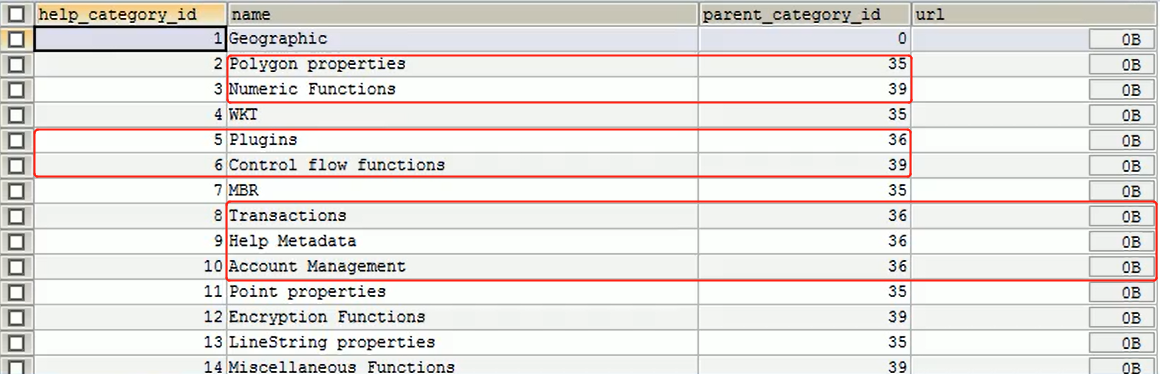 help_category_id name parent_category_id url
1 Geographic 0 0B
2 Polygon properties 35 0B
3 Numeric Functions 39 0B
4 WKT 35 0B
5 Plugins 36 0B
6 Control flow functions 39 0B
7 MBR 35 0B
8 Transactions 36 0B
9 Help Metadata 36 0B
10 Account Management 36 0B
11 Point properties 35 0B
12 Encryption Functions 39 0B
13 LineString properties 35 0B
14 Miscellaneous Functions 39 0B